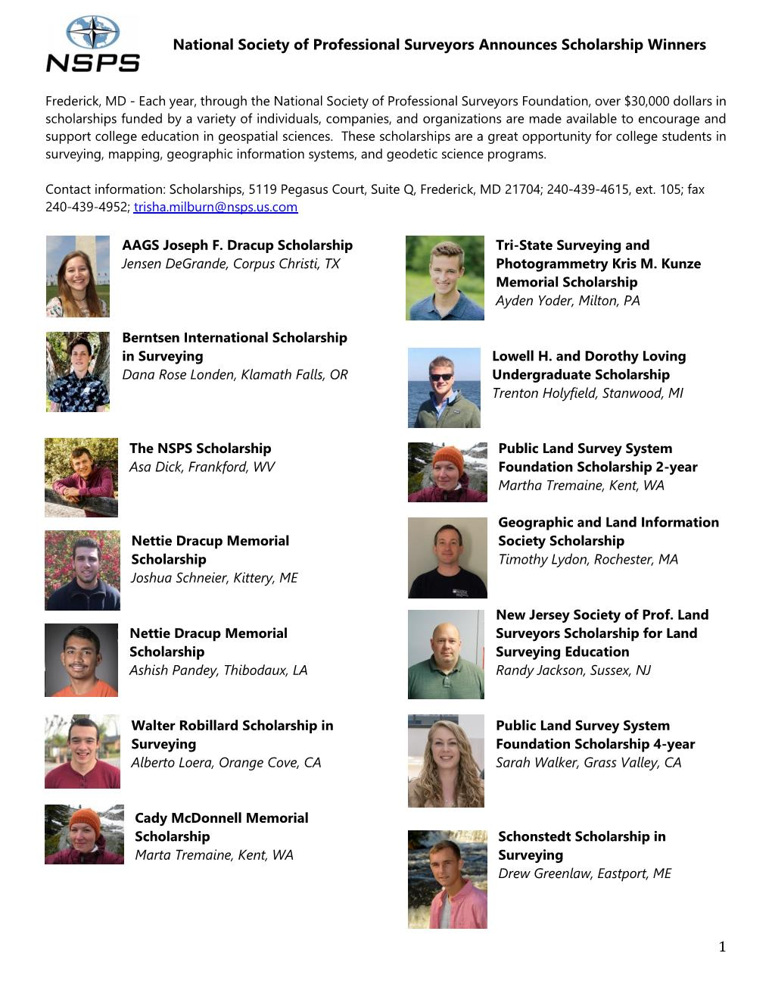 NSPS
National Society of Professional Surveyors Announces Scholarship Winners
Frederick, MD - Each year, through the National Society of Professional Surveyors Foundation, over $30,000 dollars in
scholarships funded by a variety of individuals, companies, and organizations are made available to encourage and
support college education in geospatial sciences.  These scholarships are a great opportunity for college students in
surveying, mapping, geographic information systems, and geodetic science programs.
Contact information: Scholarships, 5119 Pegasus Court, Suite Q, Frederick, MD 21704; 240-439-4615, ext. 105; fax
240-439-4952; trisha.milburn@nsps.us.com
AAGS Joseph F. Dracup Scholarship
Jensen DeGrande, Corpus Christi, TX
Berntsen International Scholarship
in Surveying
Dana Rose Londen, Klamath Falls, OR
The NSPS Scholarship
Asa Dick, Frankford, WV
Nettie Dracup Memorial
Scholarship
Joshua Schneier, Kittery, ME
Nettie Dracup Memorial
Scholarship
Ashish Pandey, Thibodaux, LA
Walter Robillard Scholarship in
Surveying
Alberto Loera, Orange Cove, CA
Cady McDonnell Memorial
Scholarship
Marta Tremaine, Kent, WA
Tri-State Surveying and
Photogrammetry Kris M. Kunze
Memorial Scholarship
Ayden Yoder, Milton, PA
Lowell H. and Dorothy Loving
Undergraduate Scholarship
Trenton Holyfield, Stanwood, MI
Public Land Survey System
Foundation Scholarship 2-year
Martha Tremaine, Kent, WA
Geographic and Land Information
Society Scholarship
Timothy Lydon, Rochester, MA
New Jersey Society of Prof. Land
Surveyors Scholarship for Land
Surveying Education
Randy Jackson, Sussex, NJ
Public Land Survey System
Foundation Scholarship 4-year
Sarah Walker, Grass Valley, CA
Schonstedt Scholarship in
Surveying
Drew Greenlaw, Eastport, ME
1